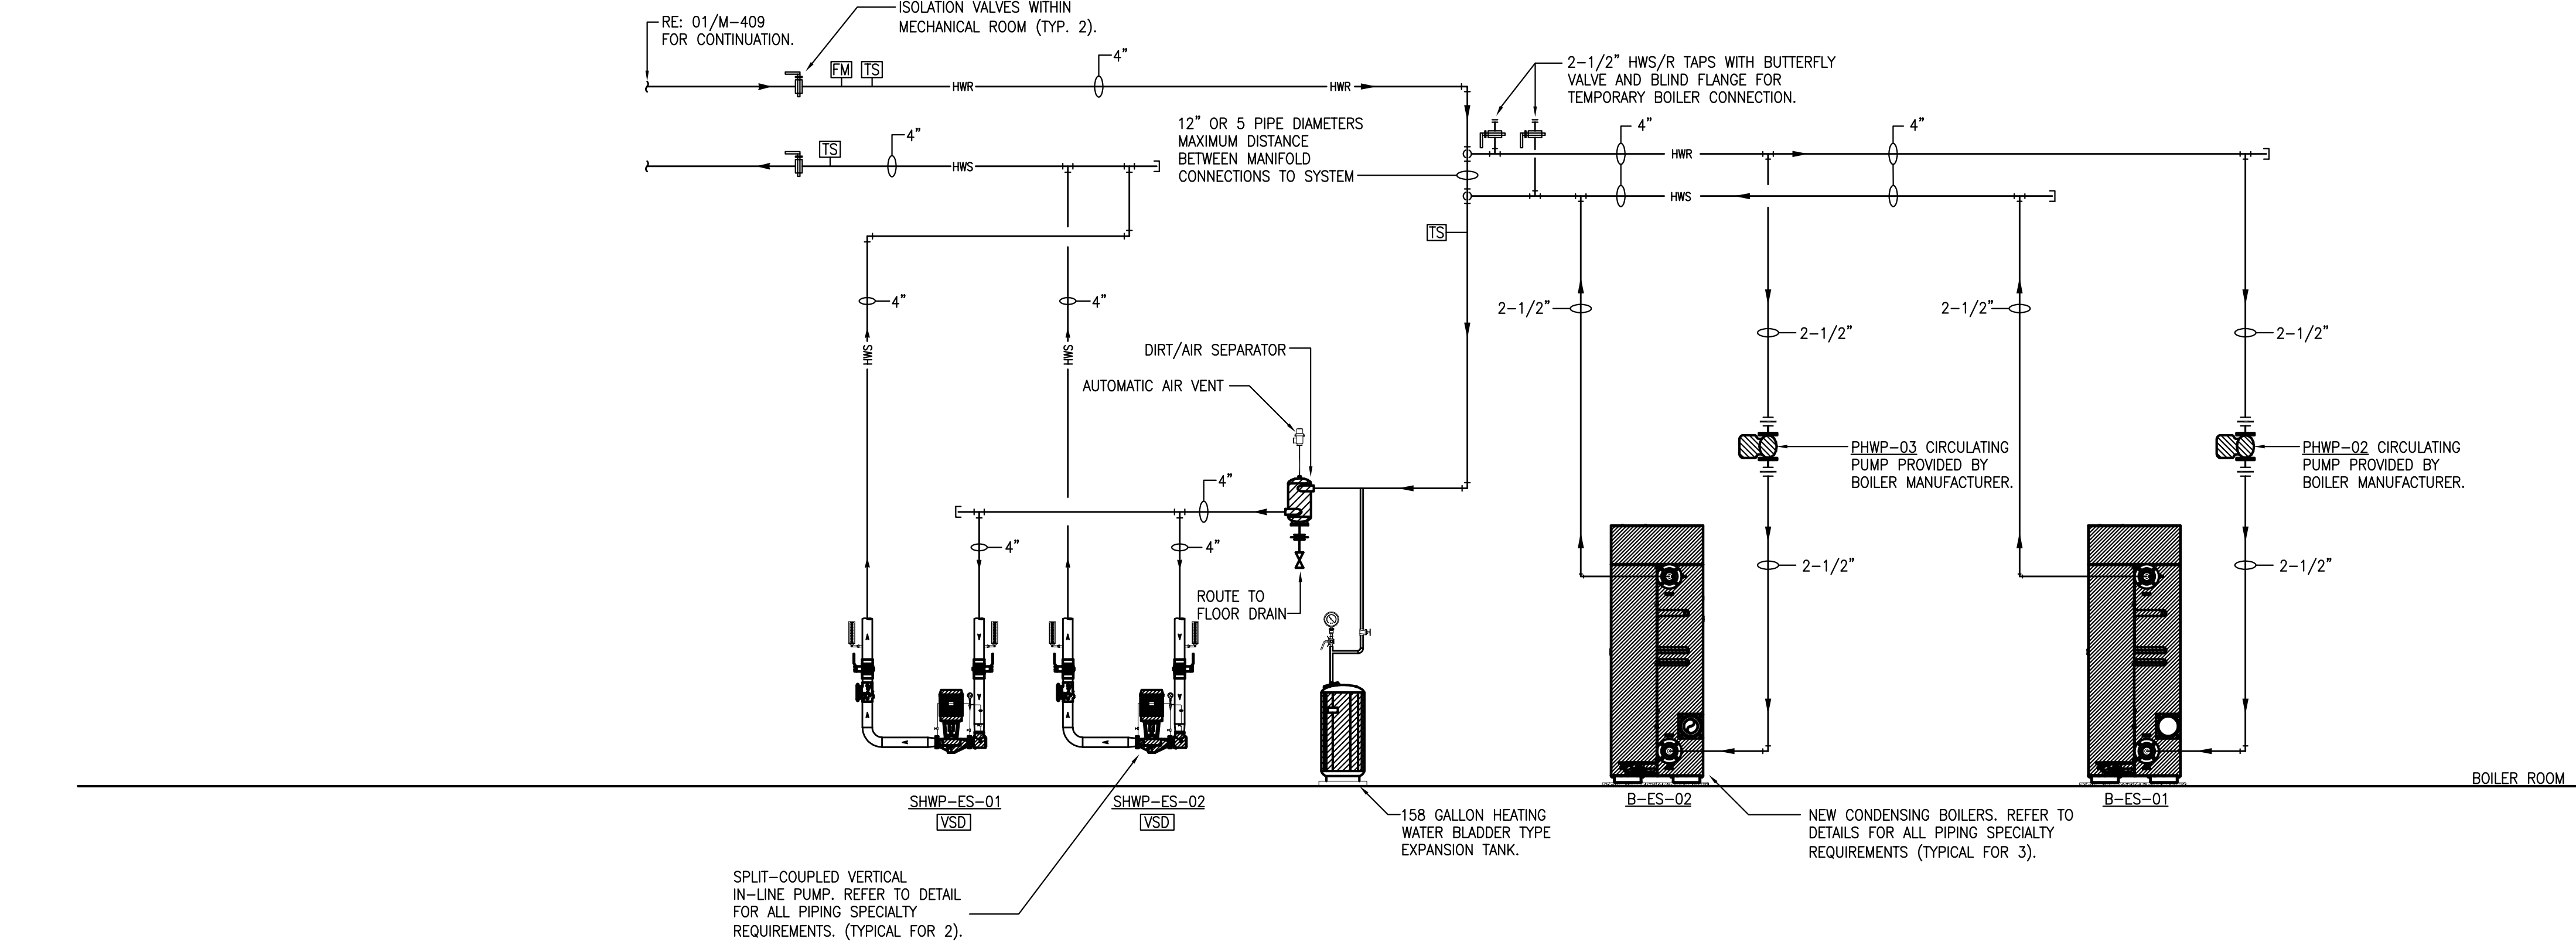 ISOLATION VALVES WITHIN
MECHANICAL ROOM (TYP. 2).
RE: 01/M-409
FOR CONTINUATION.
FM
TS
HWR
4"
HWR
2-1/2" HWS/R TAPS WITH BUTTERFLY
VALVE AND BLIND FLANGE FOR
TEMPORARY BOILER CONNECTION.
12" OR 5 PIPE DIAMETERS
MAXIMUM DISTANCE
BETWEEN MANIFOLD
CONNECTIONS TO SYSTEM
TS
4"
HWS
4"
HWR
4"
HWS
TS
4"
4"
HWS
HWS
2-1/2"
2-1/2"
2-1/2"
2-1/2"
DIRT/AIR SEPARATOR
AUTOMATIC AIR VENT
PHWP-03 CIRCULATING
PUMP PROVIDED BY
BOILER MANUFACTURER.
PHWP-02 CIRCULATING
PUMP PROVIDED BY
BOILER MANUFACTURER.
4"
4"
4"
2-1/2"
2-1/2"
ROUTE TO
FLOOR DRAIN
BOILER ROOM
SHWP-ES-01
VSD
SHWP-ES-02
VSD
B-ES-02
B-ES-01
158 GALLON HEATING
WATER BLADDER TYPE
EXPANSION TANK.
NEW CONDENSING BOILERS. REFER TO
DETAILS FOR ALL PIPING SPECIALTY
REQUIREMENTS (TYPICAL FOR 3).
SPLIT-COUPLED VERTICAL
IN-LINE PUMP. REFER TO DETAIL
FOR ALL PIPING SPECIALTY
REQUIREMENTS. (TYPICAL FOR 2).